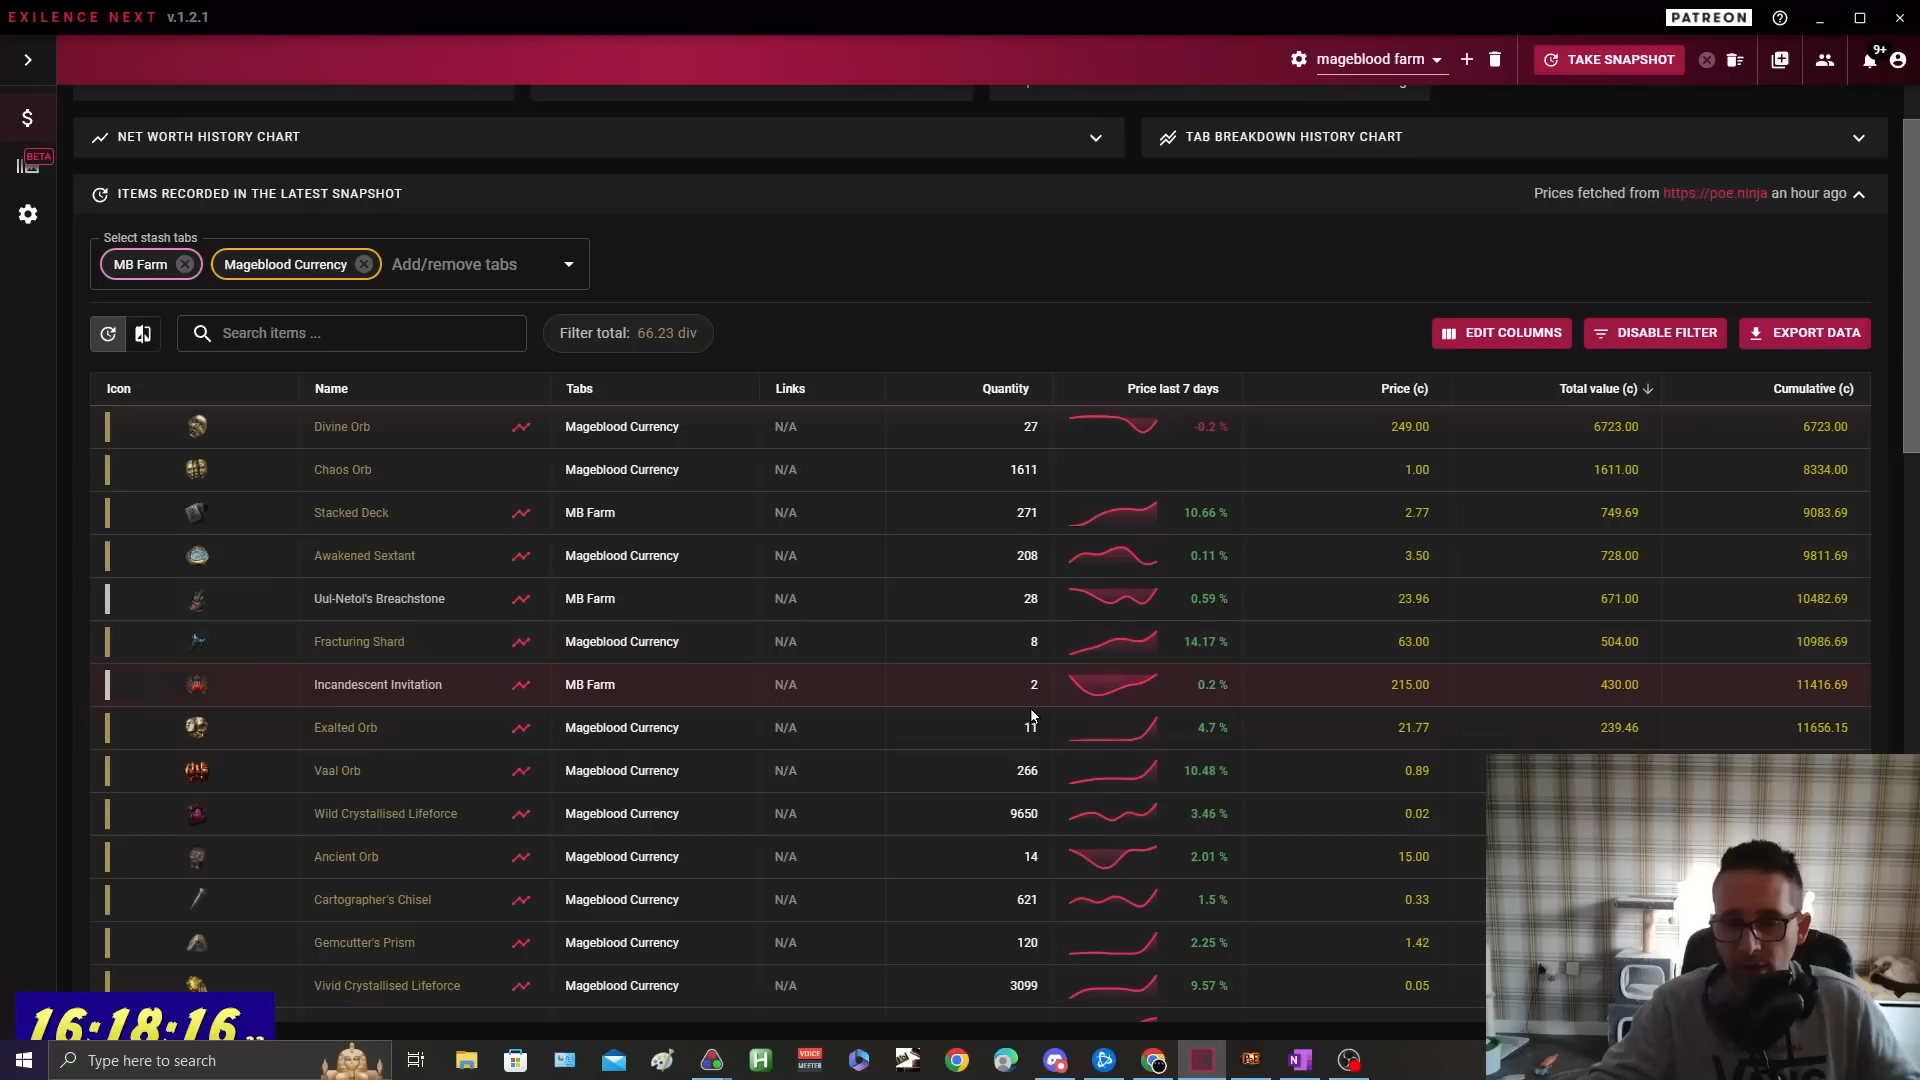 EXILENCE NEXT v.1.2.1
PATREON
mageblood farm
TAKE SNAPSHOT
9+
NET WORTH HISTORY CHART
TAB BREAKDOWN HISTORY CHART
BETA
ITEMS RECORDED IN THE LATEST SNAPSHOT
Prices fetched from https://poe.ninja an hour ago
Select stash tabs
MB Farm
Mageblood Currency
Add/remove tabs
Search items ...
Filter total: 66.23 div
EDIT COLUMNS
DISABLE FILTER
EXPORT DATA
Icon Name Tabs Links Quantity Price last 7 days Price (c) Total value (c) Cumulative (c)
Divine Orb Mageblood Currency N/A 27 -0.2 % 249.00 6723.00 6723.00
Chaos Orb Mageblood Currency N/A 1611 1.00 1611.00 8334.00
Stacked Deck MB Farm N/A 271 10.66 % 2.77 749.69 9083.69
Awakened Sextant Mageblood Currency N/A 208 0.11 % 3.50 728.00 9811.69
Uul-Netol's Breachstone MB Farm N/A 28 0.59 % 23.96 671.00 10482.69
Fracturing Shard Mageblood Currency N/A 8 14.17 % 63.00 504.00 10986.69
Incandescent Invitation MB Farm N/A 2 0.2 % 215.00 430.00 11416.69
Exalted Orb Mageblood Currency N/A 11 4.7 % 21.77 239.46 11656.15
Vaal Orb Mageblood Currency N/A 266 10.48 % 0.89
Wild Crystallised Lifeforce Mageblood Currency N/A 9650 3.46 % 0.02
Ancient Orb Mageblood Currency N/A 14 2.01 % 15.00
Cartographer's Chisel Mageblood Currency N/A 621 1.5 % 0.33
Gemcutter's Prism Mageblood Currency N/A 120 2.25 % 1.42
Vivid Crystallised Lifeforce Mageblood Currency N/A 3099 9.57 % 0.05
16:18:16
Type here to search
VOICE
MEETER